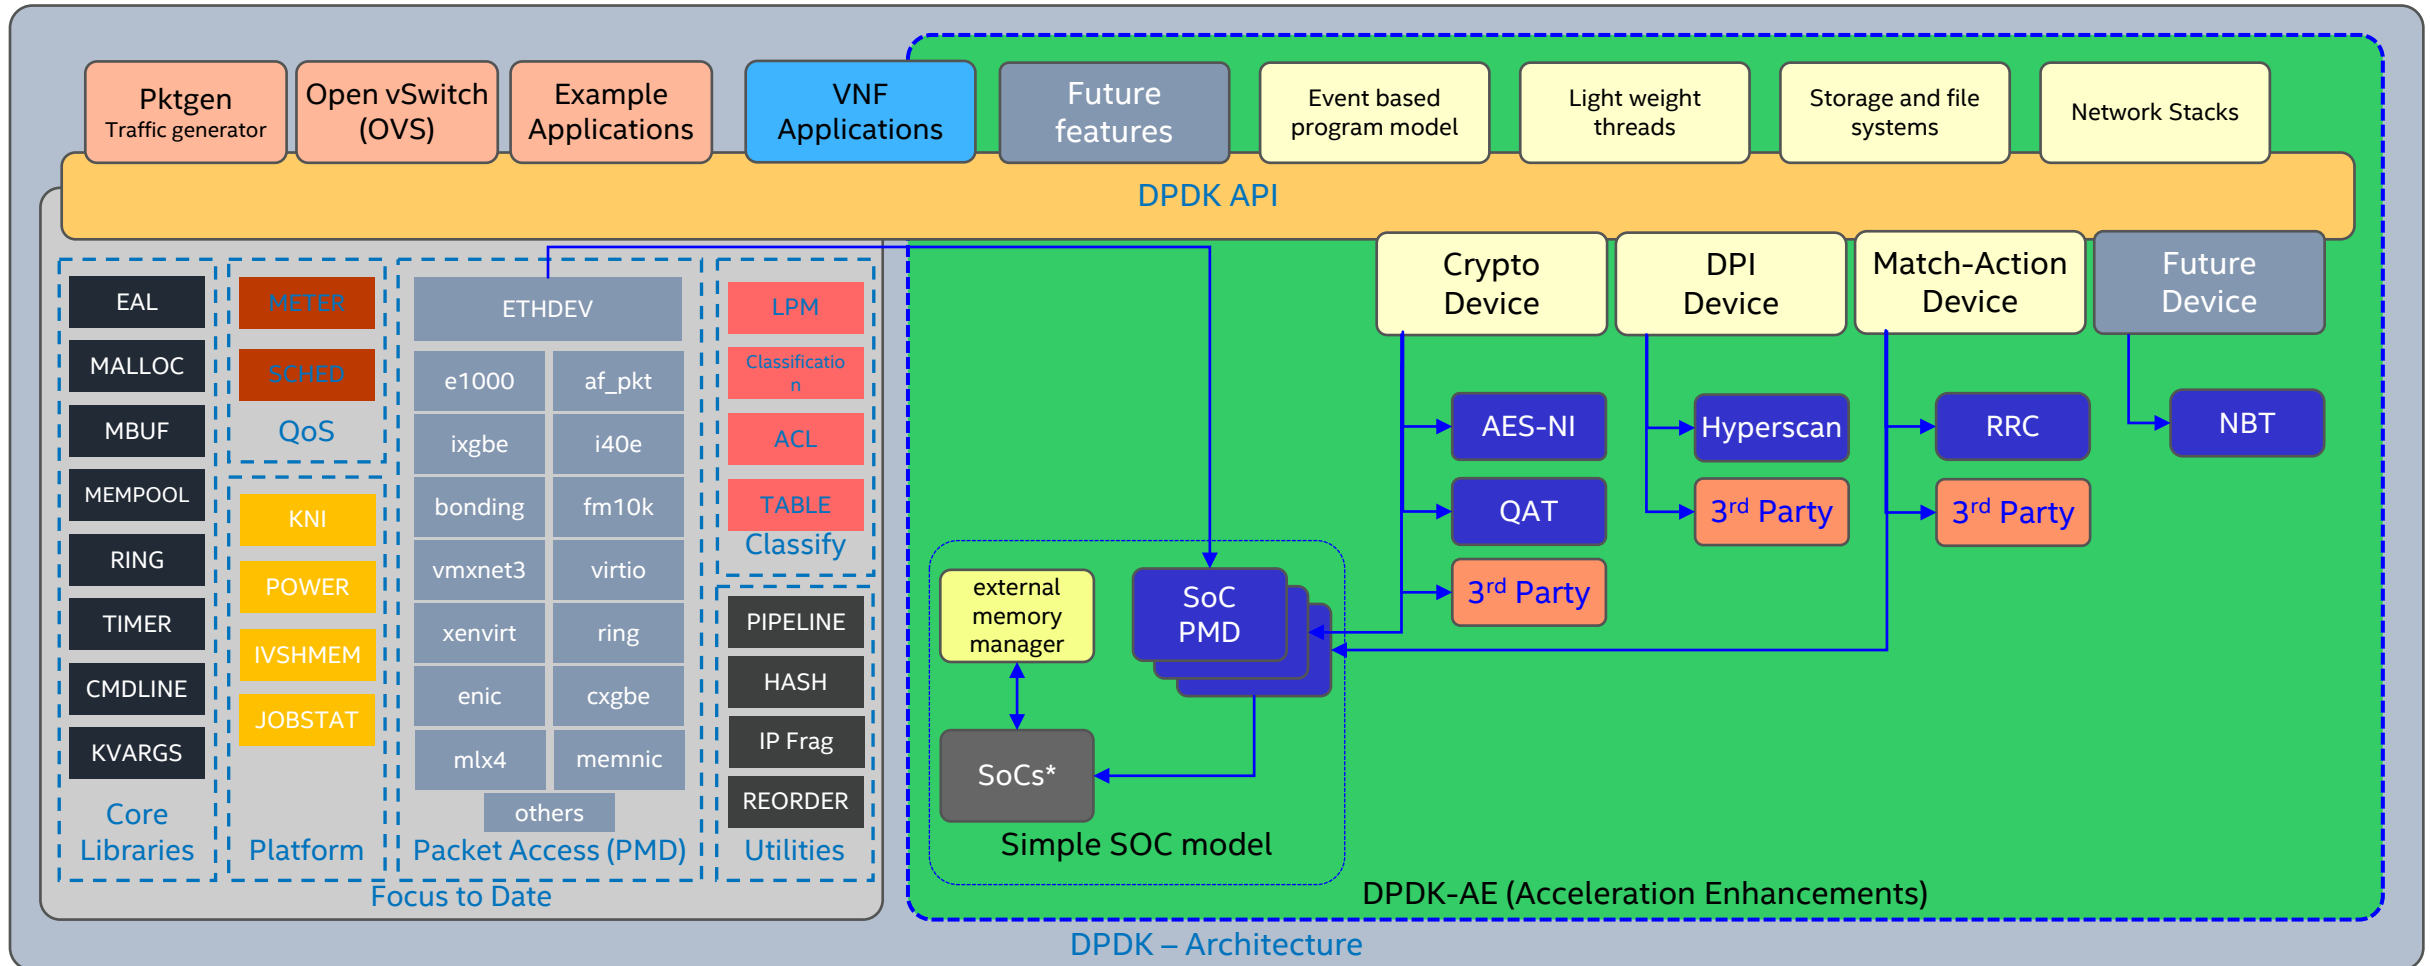 Pktgen
Traffic generator
Open vSwitch
(OVS)
Example
Applications
VNF
Applications
Future
features
Event based
program model
Light weight
threads
Storage and file
systems
Network Stacks
DPDK API
EAL
MALLOC
MBUF
MEMPOOL
RING
TIMER
CMDLINE
KVARGS
Core
Libraries
METER
SCHED
QoS
KNI
POWER
IVSHMEM
JOBSTAT
Platform
ETHDEV
e1000
af_pkt
ixgbe
i40e
bonding
fm10k
vmxnet3
virtio
xenvirt
ring
enic
cxgbe
mlx4
memnic
others
Packet Access (PMD)
LPM
Classificatio
n
ACL
TABLE
Classify
PIPELINE
HASH
IP Frag
REORDER
Utilities
Focus to Date
Crypto
Device
DPI
Device
Match-Action
Device
Future
Device
AES-NI
QAT
3rd Party
Hyperscan
3rd Party
RRC
3rd Party
NBT
external
memory
manager
SoC
PMD
SoCs*
Simple SOC model
DPDK-AE (Acceleration Enhancements)
DPDK – Architecture